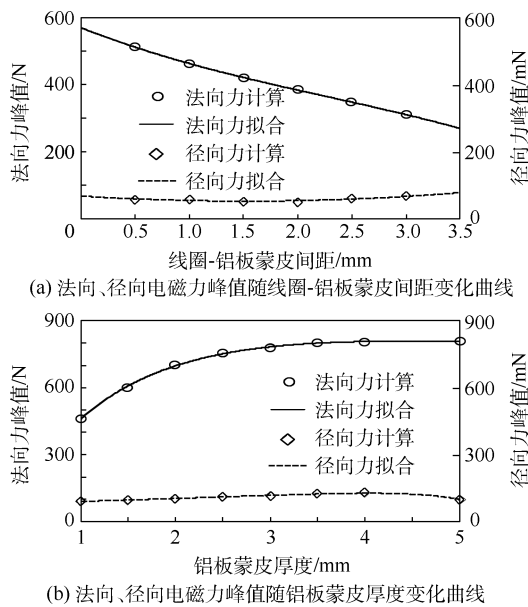 600
600
法向力峰值/N
径向力峰值/mN
400
400
200
200
0
0
法向力计算
法向力拟合
径向力计算
径向力拟合
0 0.5 1.0 1.5 2.0 2.5 3.0 3.5
线圈-铝板蒙皮间距/mm
(a) 法向、径向电磁力峰值随线圈-铝板蒙皮间距变化曲线
900
900
法向力峰值/N
径向力峰值/mN
600
600
300
300
0
0
法向力计算
法向力拟合
径向力计算
径向力拟合
1 2 3 4 5
铝板蒙皮厚度/mm
(b) 法向、径向电磁力峰值随铝板蒙皮厚度变化曲线